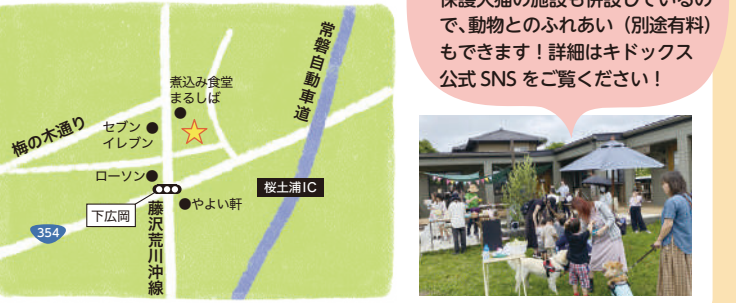 保護犬猫の施設も併設しているの
で、動物とのふれあい（別途有料）
もできます！詳細はキドックス
公式 SNS をご覧ください！
常磐自動車道
煮込み食堂
まるしば
梅の木通り
セブン
イレブン
ローソン
桜土浦IC
やよい軒
下広岡
藤沢荒川沖線
354